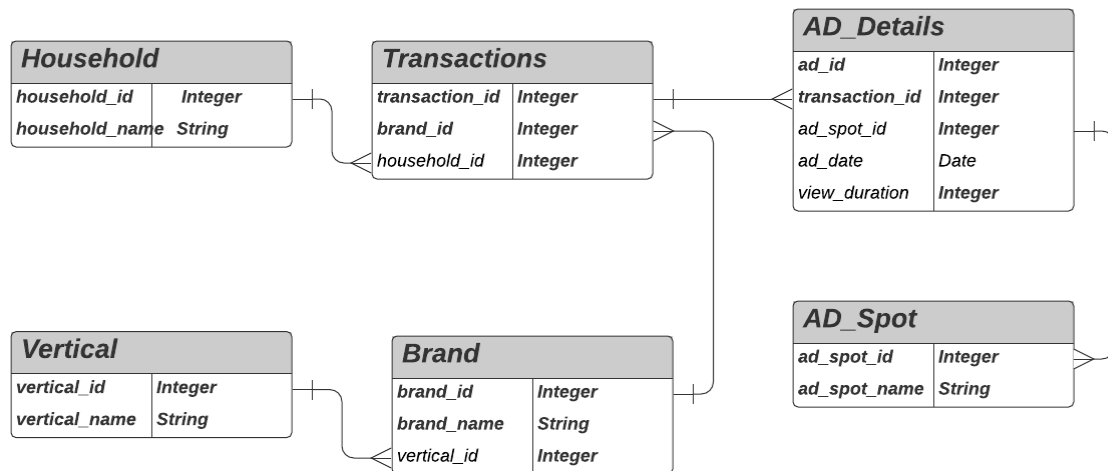 Household
household_id Integer
household_name String
Transactions
transaction_id Integer
brand_id Integer
household_id Integer
AD_Details
ad_id Integer
transaction_id Integer
ad_spot_id Integer
ad_date Date
view_duration Integer
Vertical
vertical_id Integer
vertical_name String
Brand
brand_id Integer
brand_name String
vertical_id Integer
AD_Spot
ad_spot_id Integer
ad_spot_name String